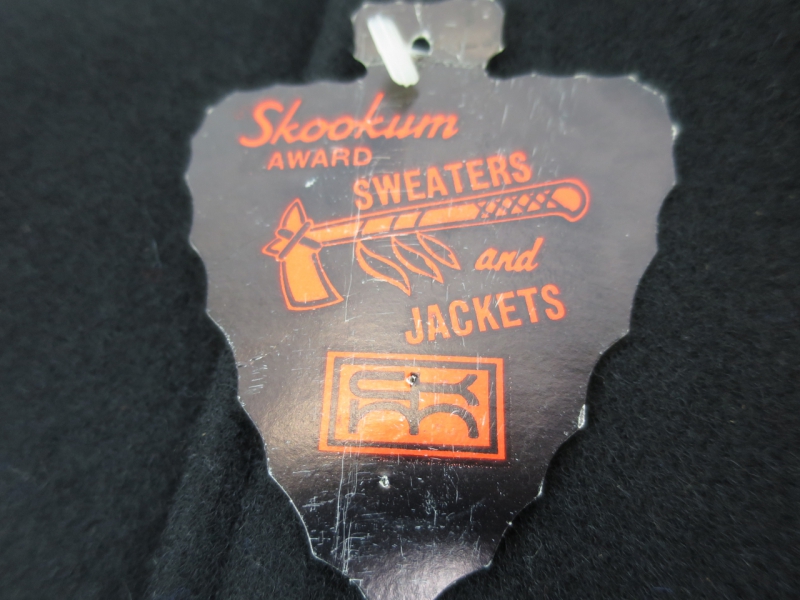 Skookum
AWARD
SWEATERS
and
JACKETS